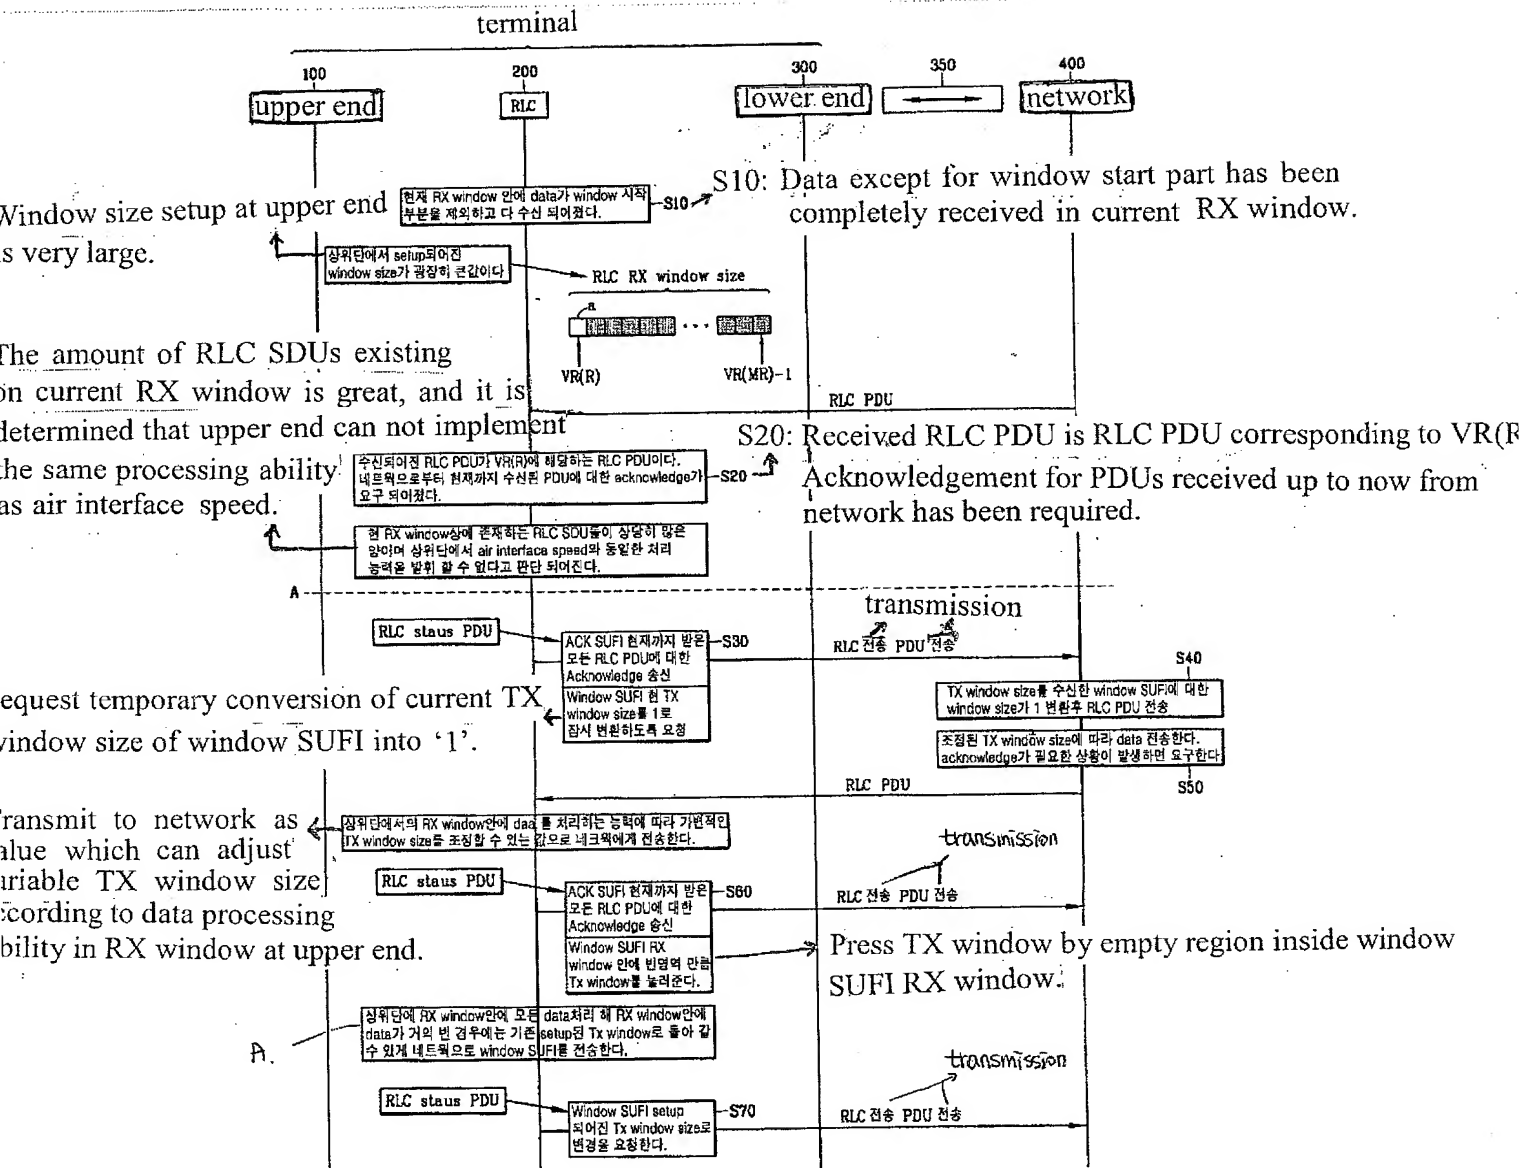 terminal
100
200
300
350
400
upper end
RLC
lower end
network
현재 RX window 안에 data가 window 시작
부분을 제외하고 다 수신 되어졌다.
S10
S10: Data except for window start part has been
completely received in current RX window.
Window size setup at upper end
is very large.
상위단에서 setup되어진
window size가 굉장히 큰값이다
RLC RX window size
a
...
VR(R)
VR(MR)-1
RLC PDU
The amount of RLC SDUs existing
on current RX window is great, and it is
determined that upper end can not implement
the same processing ability
as air interface speed.
수신되어진 RLC PDU가 VR(R)에 해당하는 RLC PDU이다.
네트웍으로부터 현재까지 수신된 PDU에 대한 acknowledge가
요구 되어졌다.
S20
S20: Received RLC PDU is RLC PDU corresponding to VR(R
Acknowledgement for PDUs received up to now from
network has been required.
현 RX window상에 존재하는 RLC SDU들이 상당히 많은
양이며 상위단에서 air interface speed와 동일한 처리
능력을 발휘 할 수 없다고 판단 되어진다.
A
transmission
RLC staus PDU
ACK SUFI 현재까지 받은
모든 RLC PDU에 대한
Acknowledge 송신
S30
RLC 전송 PDU 전송
Window SUFI 현 TX
window size를 1로
잠시 변환하도록 요청
request temporary conversion of current TX
window size of window SUFI into ‘1’.
S40
TX window size를 수신한 window SUFI에 대한
window size가 1 변환후 RLC PDU 전송
조정된 TX window size에 따라 data 전송한다.
acknowledge가 필요한 상황이 발생하면 요구한다
S50
RLC PDU
Transmit to network as
value which can adjust
variable TX window size
according to data processing
ability in RX window at upper end.
상위단에서의 RX window안에 daa 를 처리하는 능력에 따라 가변적인
TX window size를 조정할 수 있는 값으로 네크웍에게 전송한다.
transmission
RLC staus PDU
ACK SUFI 현재까지 받은
모든 RLC PDU에 대한
Acknowledge 송신
S60
RLC 전송 PDU 전송
Window SUFI RX
window 안에 빈영역 만큼
Tx window를 눌러준다.
Press TX window by empty region inside window
SUFI RX window.
상위단에 RX window안에 모든 data처리 해 RX window안에
data가 거의 빈 경우에는 기존 setup된 Tx window로 돌아 갈
수 있게 네트웍으로 window SUFI를 전송한다.
A.
transmission
RLC staus PDU
Window SUFI setup
되어진 Tx window size로
변경을 요청한다.
S70
RLC 전송 PDU 전송